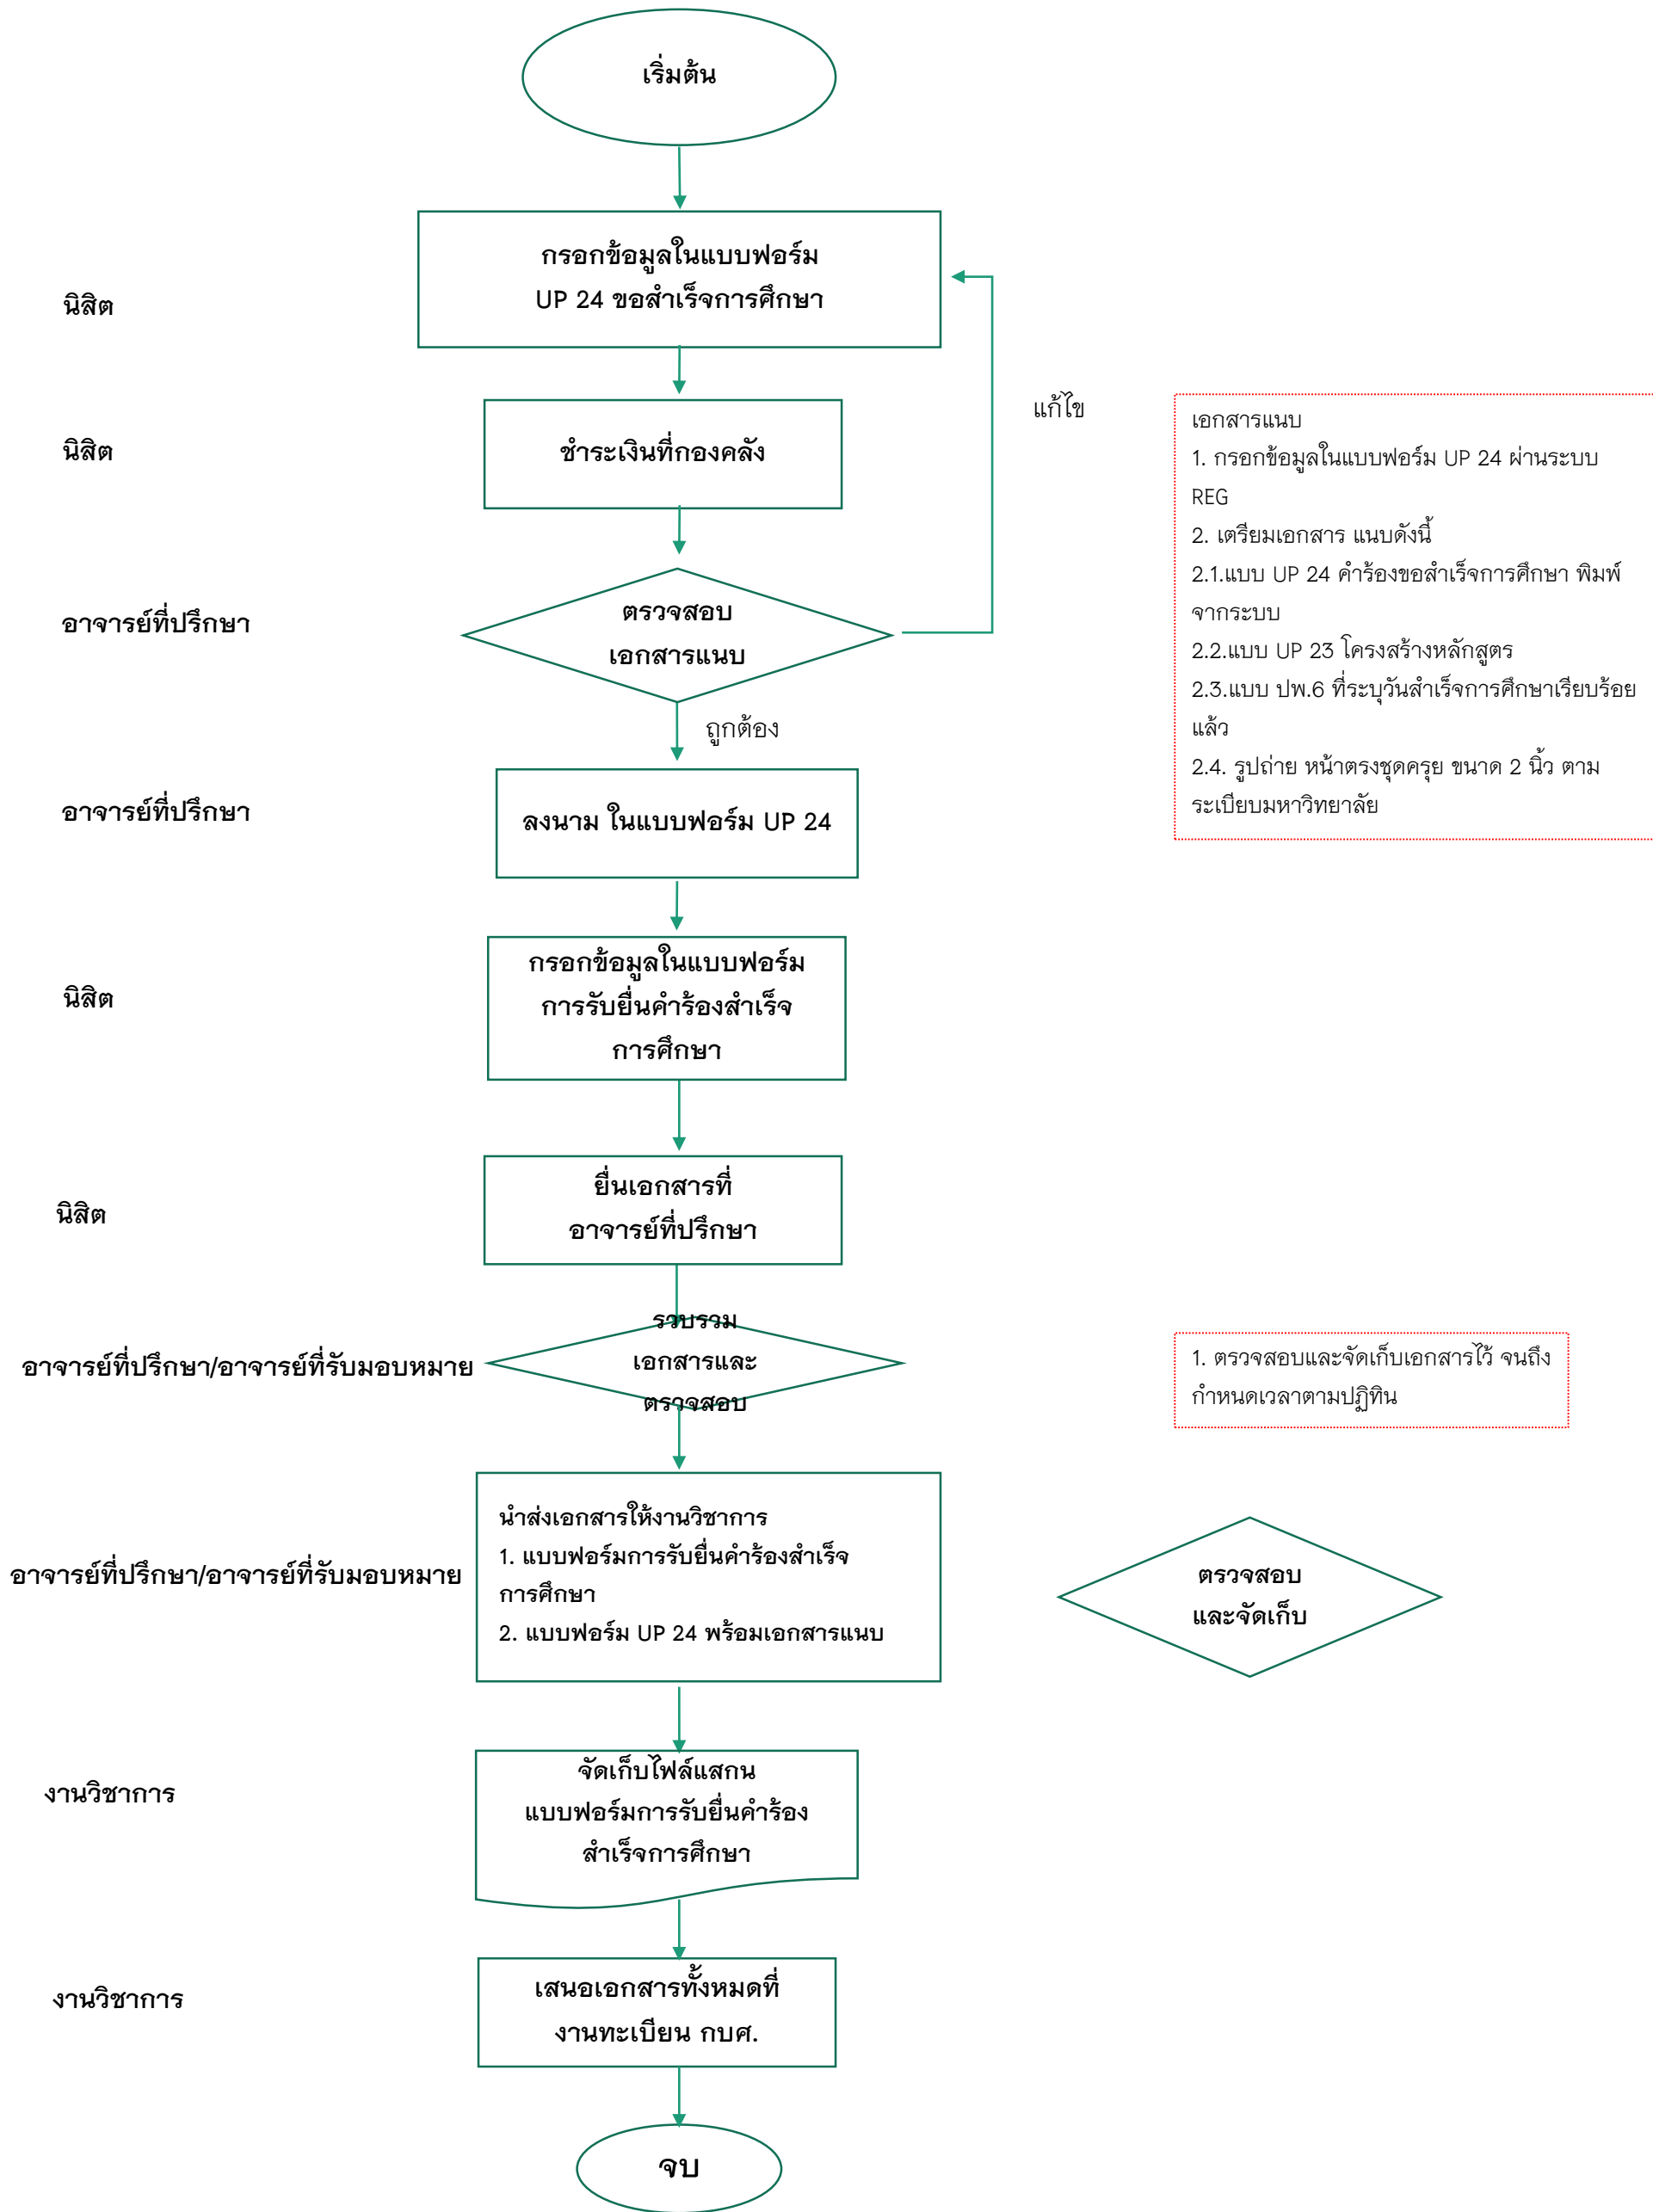 เริ่มต้น
กรอกข้อมูลในแบบฟอร์ม
UP 24 ขอสำเร็จการศึกษา
นิสิต
แก้ไข
ชำระเงินที่กองคลัง
นิสิต
เอกสารแนบ
1. กรอกข้อมูลในแบบฟอร์ม UP 24 ผ่านระบบ
REG
2. เตรียมเอกสาร แนบดังนี้
2.1.แบบ UP 24 คำร้องขอสำเร็จการศึกษา พิมพ์
จากระบบ
2.2.แบบ UP 23 โครงสร้างหลักสูตร
2.3.แบบ ปพ.6 ที่ระบุวันสำเร็จการศึกษาเรียบร้อย
แล้ว
2.4. รูปถ่าย หน้าตรงชุดครุย ขนาด 2 นิ้ว ตาม
ระเบียบมหาวิทยาลัย
อาจารย์ที่ปรึกษา
ตรวจสอบ
เอกสารแนบ
ถูกต้อง
อาจารย์ที่ปรึกษา
ลงนาม ในแบบฟอร์ม UP 24
นิสิต
กรอกข้อมูลในแบบฟอร์ม
การรับยื่นคำร้องสำเร็จ
การศึกษา
นิสิต
ยื่นเอกสารที่
อาจารย์ที่ปรึกษา
อาจารย์ที่ปรึกษา/อาจารย์ที่รับมอบหมาย
รวบรวม
เอกสารและ
ตรวจสอบ
1. ตรวจสอบและจัดเก็บเอกสารไว้ จนถึง
กำหนดเวลาตามปฏิทิน
อาจารย์ที่ปรึกษา/อาจารย์ที่รับมอบหมาย
นำส่งเอกสารให้งานวิชาการ
1. แบบฟอร์มการรับยื่นคำร้องสำเร็จ
การศึกษา
2. แบบฟอร์ม UP 24 พร้อมเอกสารแนบ
ตรวจสอบ
และจัดเก็บ
งานวิชาการ
จัดเก็บไฟล์แสกน
แบบฟอร์มการรับยื่นคำร้อง
สำเร็จการศึกษา
งานวิชาการ
เสนอเอกสารทั้งหมดที่
งานทะเบียน กบศ.
จบ